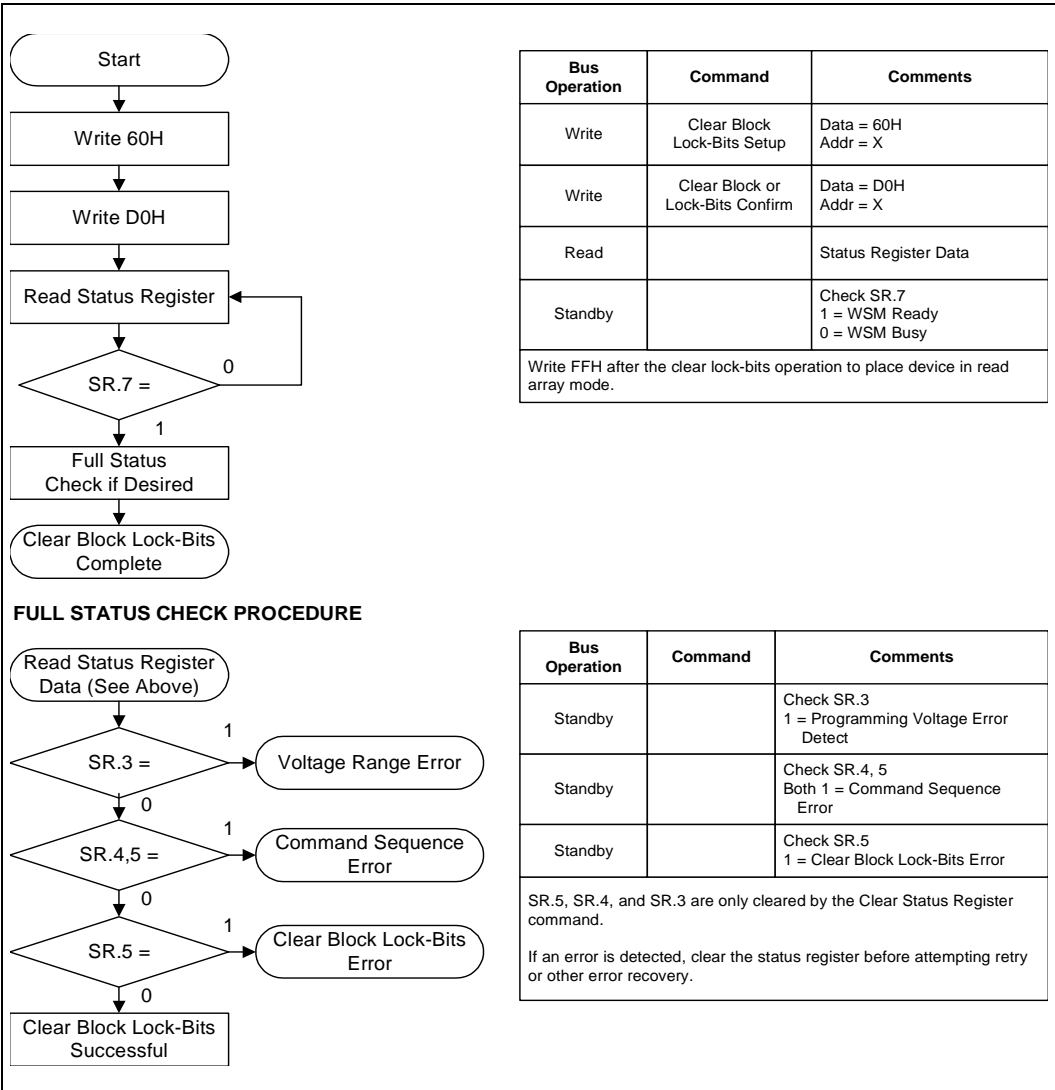 Start
Write 60H
Write D0H
Read Status Register
SR.7 =
0
1
Full Status
Check if Desired
Clear Block Lock-Bits
Complete
Bus
Operation
Command
Comments
Write
Clear Block
Lock-Bits Setup
Data = 60H
Addr = X
Write
Clear Block or
Lock-Bits Confirm
Data = D0H
Addr = X
Read
Status Register Data
Standby
Check SR.7
1 = WSM Ready
0 = WSM Busy
Write FFH after the clear lock-bits operation to place device in read
array mode.
FULL STATUS CHECK PROCEDURE
Read Status Register
Data (See Above)
SR.3 =
1
Voltage Range Error
0
SR.4,5 =
1
Command Sequence
Error
0
SR.5 =
1
Clear Block Lock-Bits
Error
0
Clear Block Lock-Bits
Successful
Bus
Operation
Command
Comments
Standby
Check SR.3
1 = Programming Voltage Error
Detect
Standby
Check SR.4, 5
Both 1 = Command Sequence
Error
Standby
Check SR.5
1 = Clear Block Lock-Bits Error
SR.5, SR.4, and SR.3 are only cleared by the Clear Status Register
command.
If an error is detected, clear the status register before attempting retry
or other error recovery.